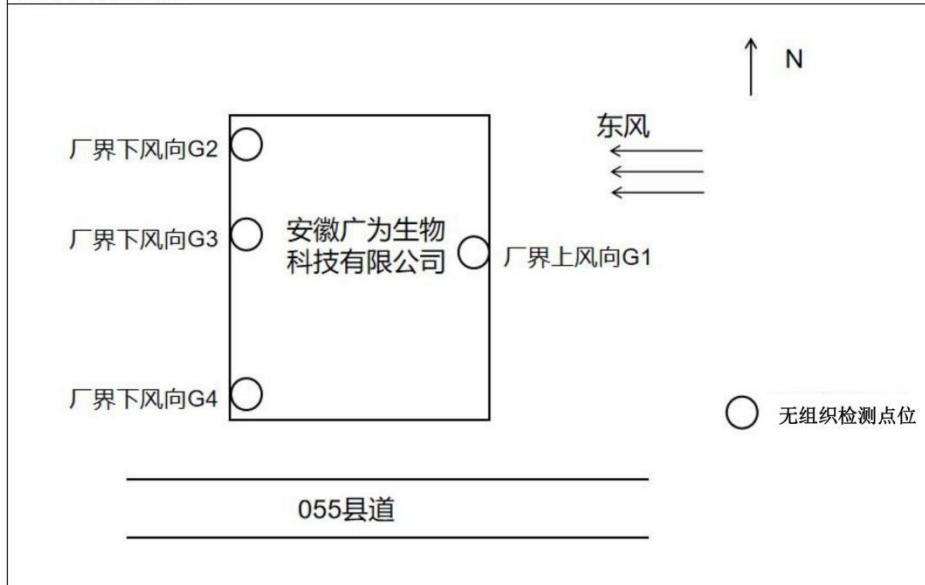 N
东风
厂界下风向G2
厂界下风向G3
安徽广为生物
科技有限公司
厂界上风向G1
厂界下风向G4
无组织检测点位
055县道